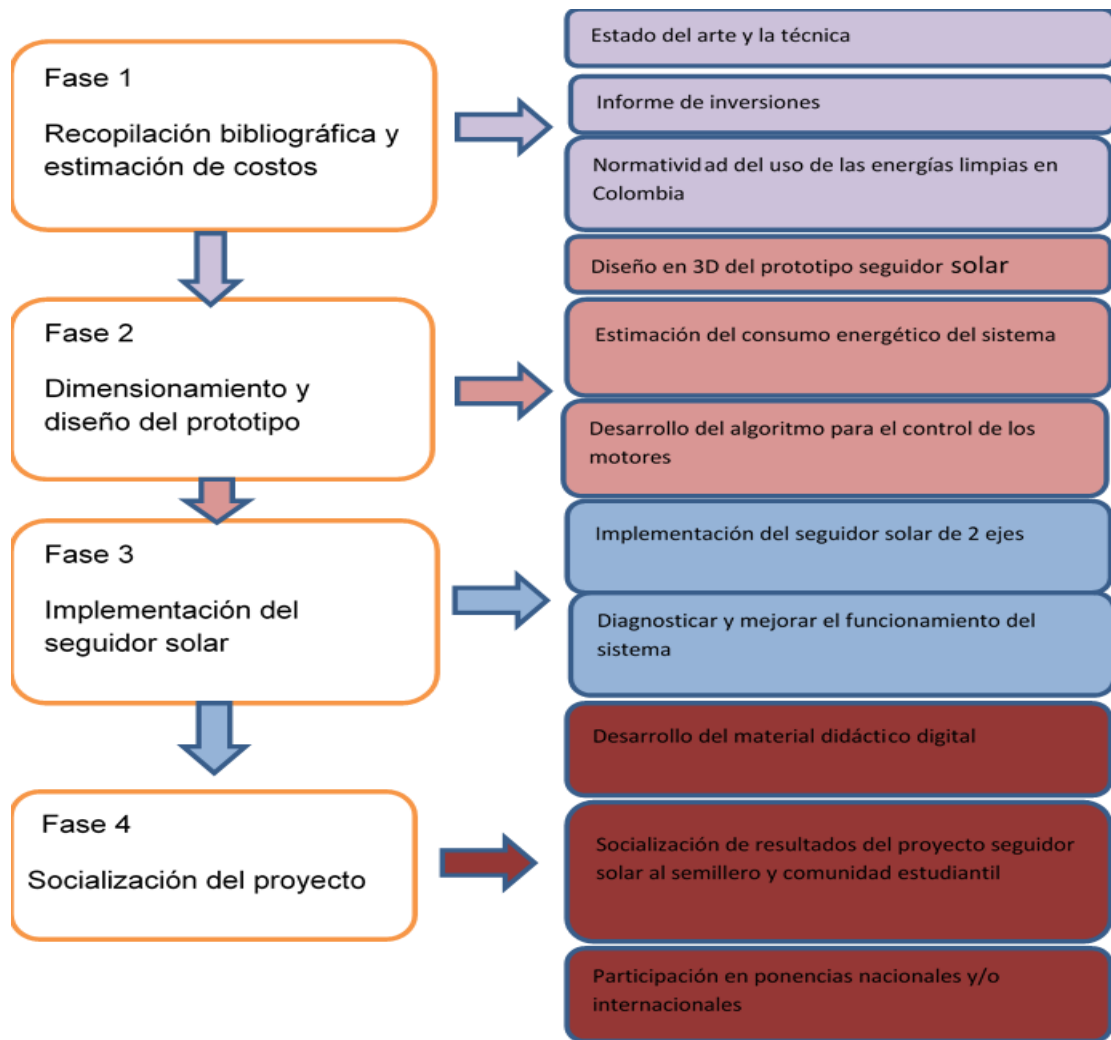 Fase 1
Recopilación bibliográfica y
estimación de costos
Estado del arte y la técnica
Informe de inversiones
Normatividad del uso de las energías limpias en
Colombia
Fase 2
Dimensionamiento y
diseño del prototipo
Diseño en 3D del prototipo seguidor solar
Estimación del consumo energético del sistema
Desarrollo del algoritmo para el control de los
motores
Fase 3
Implementación del
seguidor solar
Implementación del seguidor solar de 2 ejes
Diagnosticar y mejorar el funcionamiento del
sistema
Fase 4
Socialización del proyecto
Desarrollo del material didáctico digital
Socialización de resultados del proyecto seguidor
solar al semillero y comunidad estudiantil
Participación en ponencias nacionales y/o
internacionales